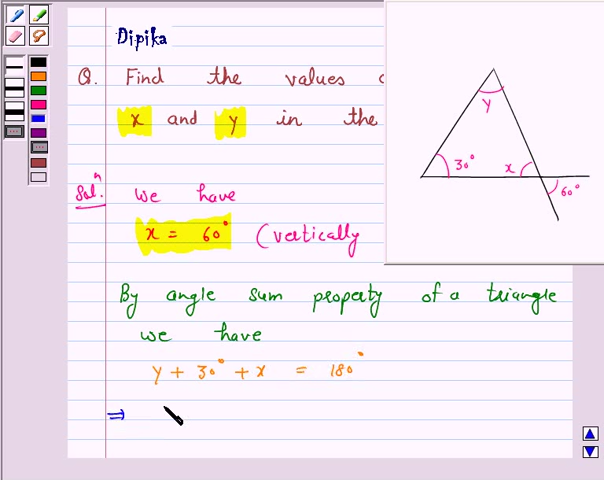 Dipika
Q. Find the values
x and y in the
Solⁿ. We have
x = 60° (vertically
By angle sum property of a triangle
we have
y + 30° + x = 180°
⇒
y
30°
x
60°